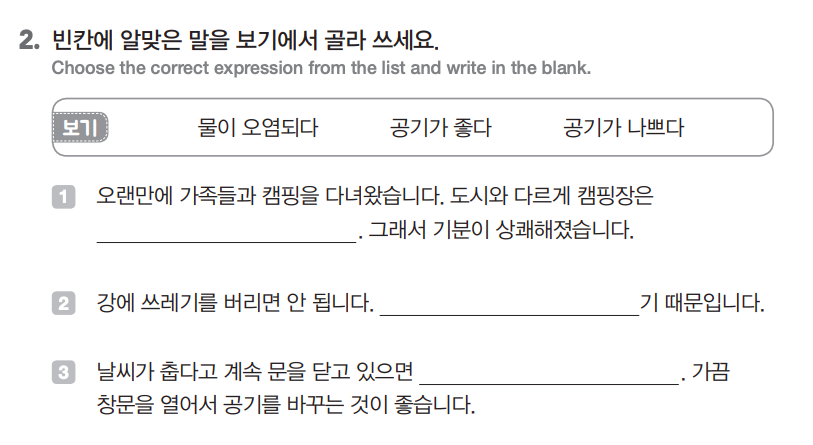 2. 빈칸에 알맞은 말을 보기에서 골라 쓰세요.
Choose the correct expression from the list and write in the blank.
보기 물이 오염되다 공기가 좋다 공기가 나쁘다
1 오랜만에 가족들과 캠핑을 다녀왔습니다. 도시와 다르게 캠핑장은
____________________. 그래서 기분이 상쾌해졌습니다.
2 강에 쓰레기를 버리면 안 됩니다. ____________________기 때문입니다.
3 날씨가 춥다고 계속 문을 닫고 있으면 ____________________. 가끔
창문을 열어서 공기를 바꾸는 것이 좋습니다.